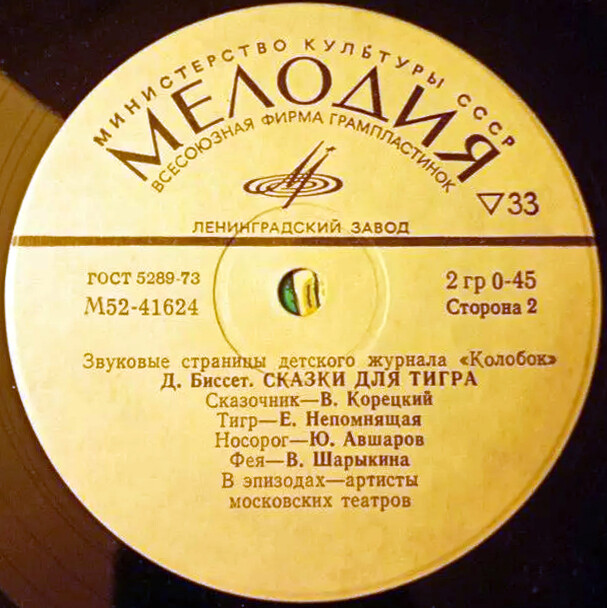 МИНИСТЕРСТВО КУЛЬТУРЫ СССР
МЕЛОДИЯ
ВСЕСОЮЗНАЯ ФИРМА ГРАМПЛАСТИНОК
▽33
ЛЕНИНГРАДСКИЙ ЗАВОД
ГОСТ 5289-73
2 гр 0-45
М52-41624
Сторона 2
Звуковые страницы детского журнала «Колобок»
Д. Биссет. СКАЗКИ ДЛЯ ТИГРА
Сказочник—В. Корецкий
Тигр—Е. Непомнящая
Носорог—Ю. Авшаров
Фея—В. Шарыкина
В эпизодах—артисты
московских театров